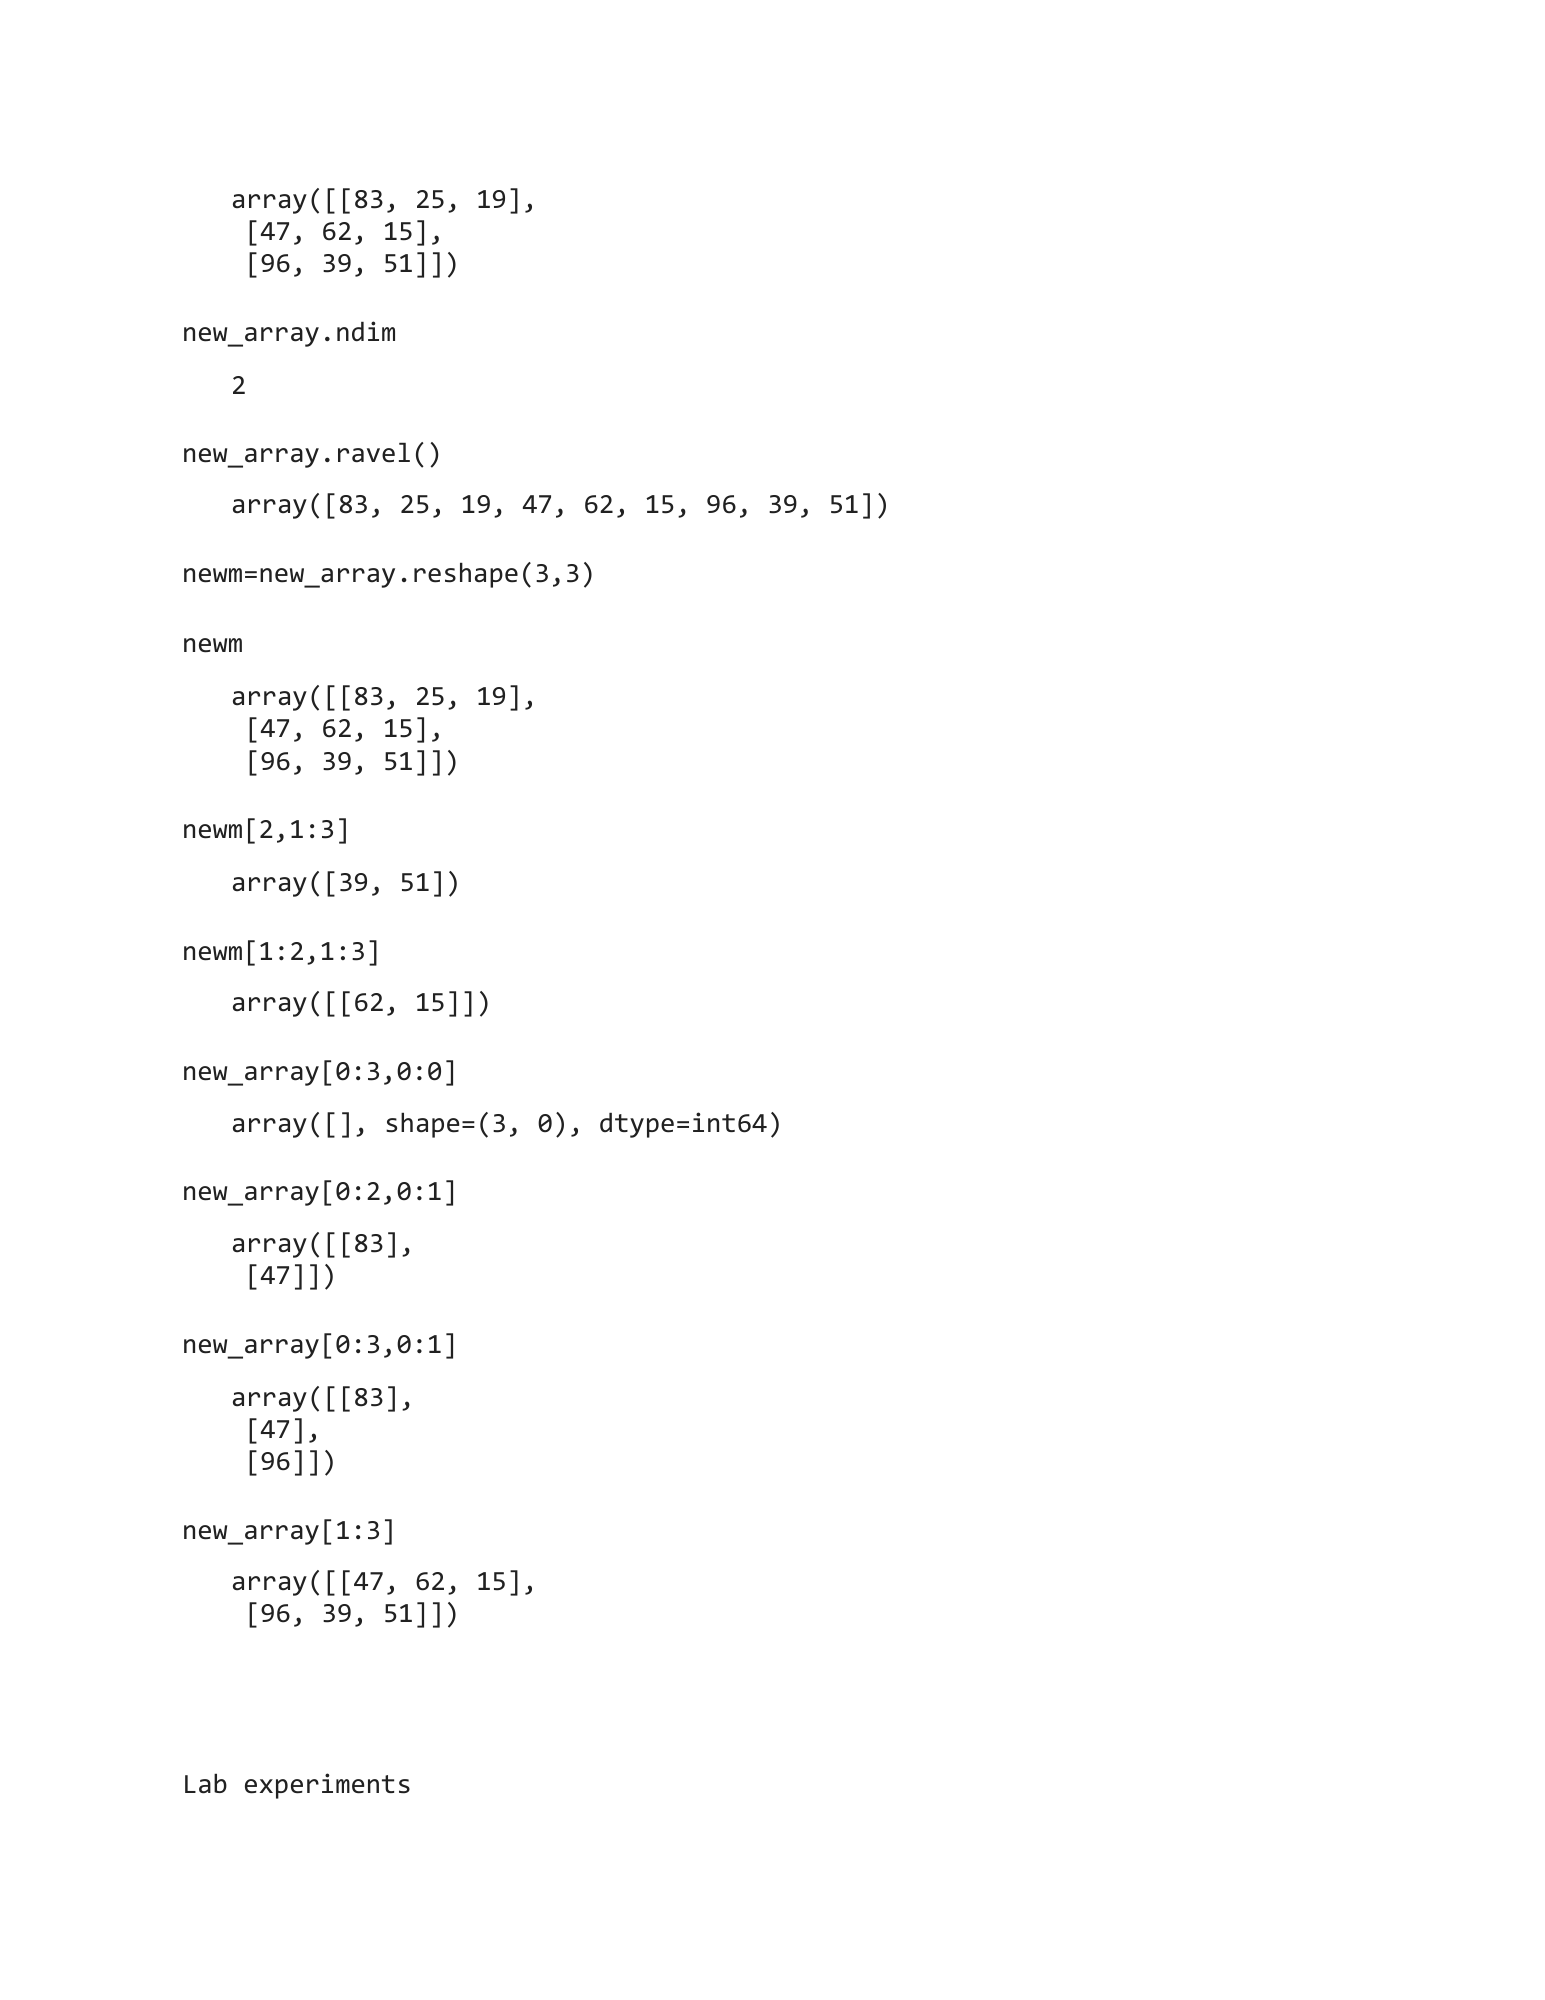 array([[83, 25, 19],
[47, 62, 15],
[96, 39, 51]])
new_array.ndim
2
new_array.ravel()
array([83, 25, 19, 47, 62, 15, 96, 39, 51])
newm=new_array.reshape(3,3)
newm
array([[83, 25, 19],
[47, 62, 15],
[96, 39, 51]])
newm[2,1:3]
array([39, 51])
newm[1:2,1:3]
array([[62, 15]])
new_array[0:3,0:0]
array([], shape=(3, 0), dtype=int64)
new_array[0:2,0:1]
array([[83],
[47]])
new_array[0:3,0:1]
array([[83],
[47],
[96]])
new_array[1:3]
array([[47, 62, 15],
[96, 39, 51]])
Lab experiments